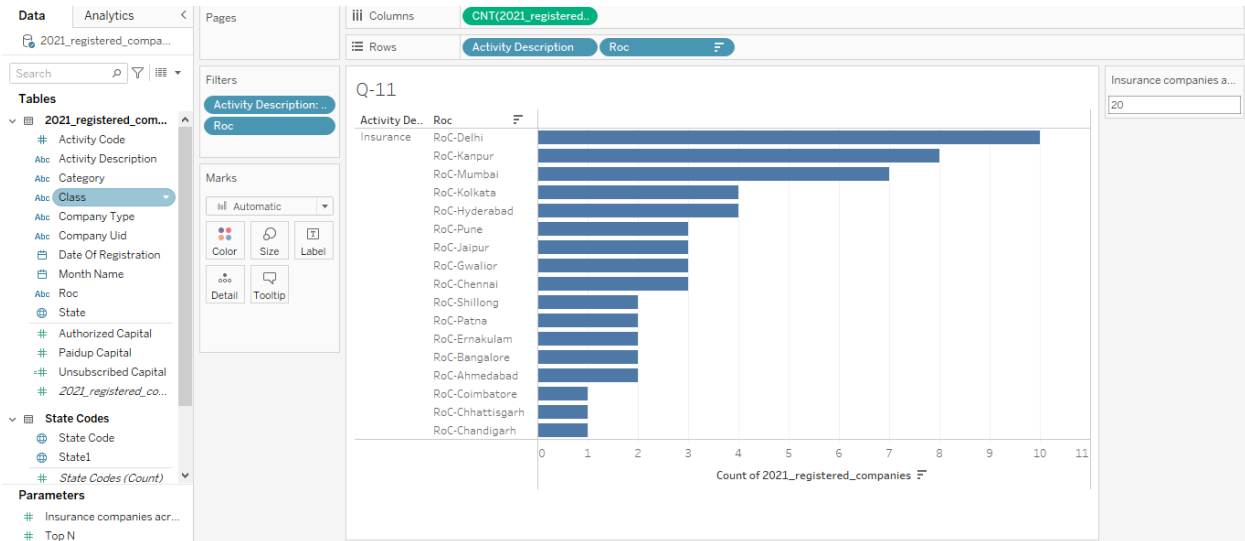 Data
Analytics
<
2021_registered_compa...
Search
Tables
2021_registered_com...
# Activity Code
Abc Activity Description
Abc Category
Abc Class
Abc Company Type
Abc Company Uid
Date Of Registration
Month Name
Abc Roc
State
# Authorized Capital
# Paidup Capital
=# Unsubscribed Capital
# 2021_registered_co...
State Codes
State Code
State1
# State Codes (Count)
Parameters
# Insurance companies acr...
# Top N
Pages
Filters
Activity Description: ..
Roc
Marks
Automatic
Color Size Label
Detail Tooltip
Columns CNT(2021_registered..
Rows Activity Description Roc
Q-11
Activity De.. Roc
Insurance RoC-Delhi
RoC-Kanpur
RoC-Mumbai
RoC-Kolkata
RoC-Hyderabad
RoC-Pune
RoC-Jaipur
RoC-Gwalior
RoC-Chennai
RoC-Shillong
RoC-Patna
RoC-Ernakulam
RoC-Bangalore
RoC-Ahmedabad
RoC-Coimbatore
RoC-Chhattisgarh
RoC-Chandigarh
0 1 2 3 4 5 6 7 8 9 10 11
Count of 2021_registered_companies
Insurance companies a...
20